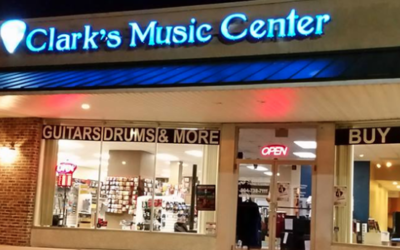 Clark's Music Center
GUITARS DRUMS & MORE
OPEN
BUY